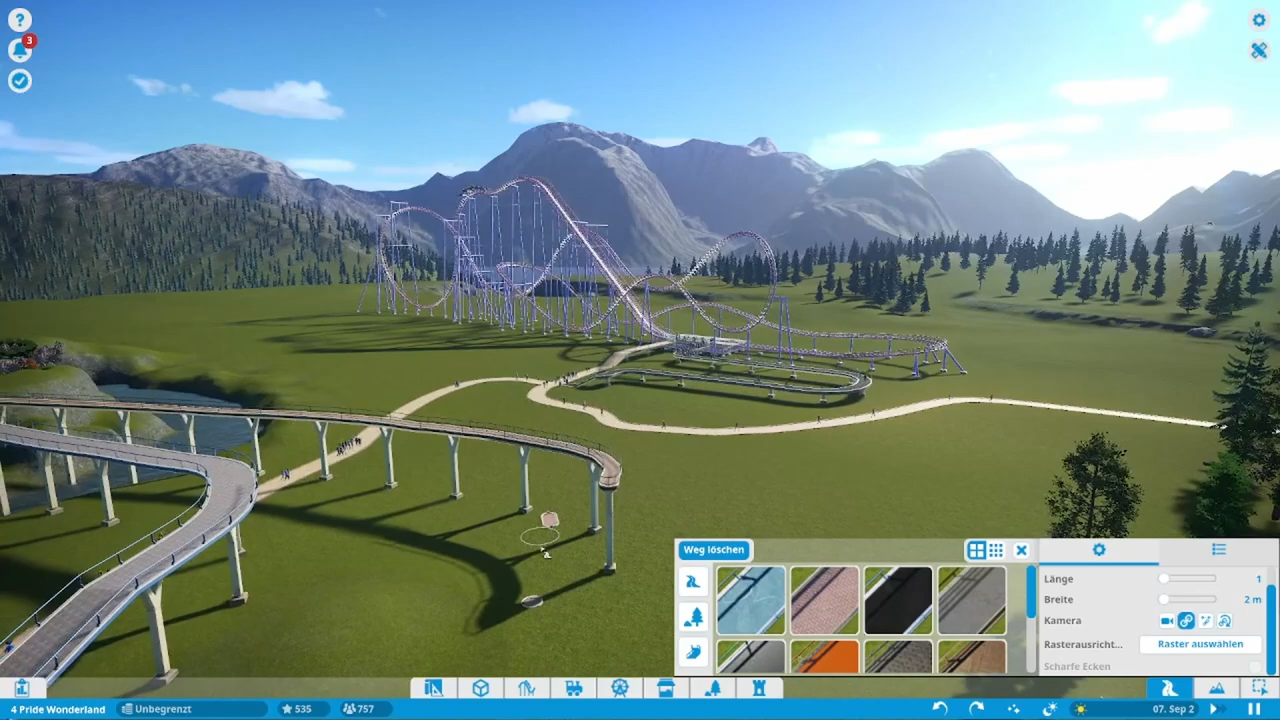 ?
3
Weg löschen
Länge 1
Breite 2 m
Kamera
Rasterausricht... Raster auswählen
Scharfe Ecken
4 Pride Wonderland Unbegrenzt 535 757 07. Sep 2